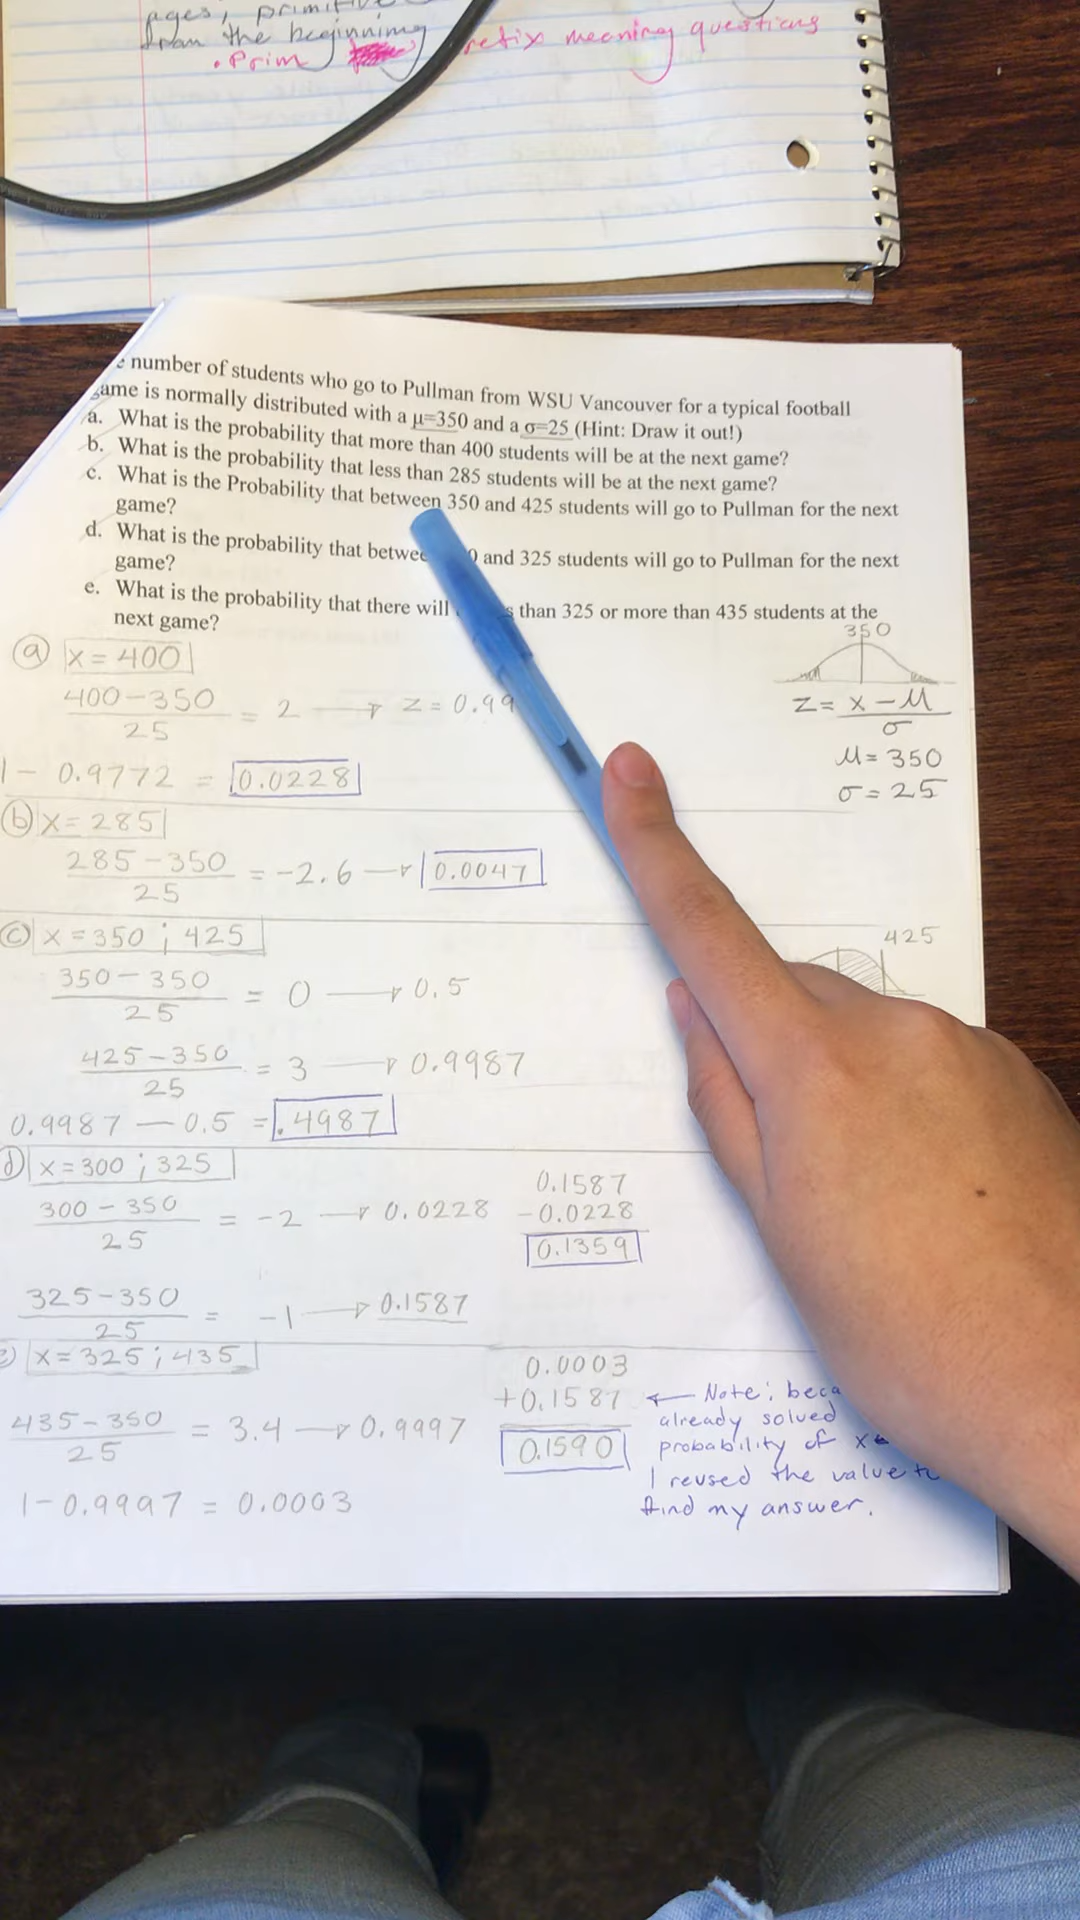 ages, primitive
from the beginning
• Prim refix meaning questions
e number of students who go to Pullman from WSU Vancouver for a typical football
game is normally distributed with a μ=350 and a σ=25 (Hint: Draw it out!)
a. What is the probability that more than 400 students will be at the next game?
b. What is the probability that less than 285 students will be at the next game?
c. What is the Probability that between 350 and 425 students will go to Pullman for the next
game?
d. What is the probability that betwee 0 and 325 students will go to Pullman for the next
game?
e. What is the probability that there will s than 325 or more than 435 students at the
next game?
350
z = x - μ / σ
μ = 350
σ = 25
(a) x = 400
400 - 350 / 25 = 2 → z = 0.99
1 - 0.9772 = 0.0228
(b) x = 285
285 - 350 / 25 = -2.6 → 0.0047
(c) x = 350 ; 425
425
350 - 350 / 25 = 0 → 0.5
425 - 350 / 25 = 3 → 0.9987
0.9987 - 0.5 = .4987
d) x = 300 ; 325
300 - 350 / 25 = -2 → 0.0228
0.1587
- 0.0228
0.1359
325 - 350 / 25 = -1 → 0.1587
e) x = 325 ; 435
435 - 350 / 25 = 3.4 → 0.9997
1 - 0.9997 = 0.0003
0.0003
+ 0.1587
0.1590
← Note: beca
already solved
probability of x
I reused the value t
find my answer.